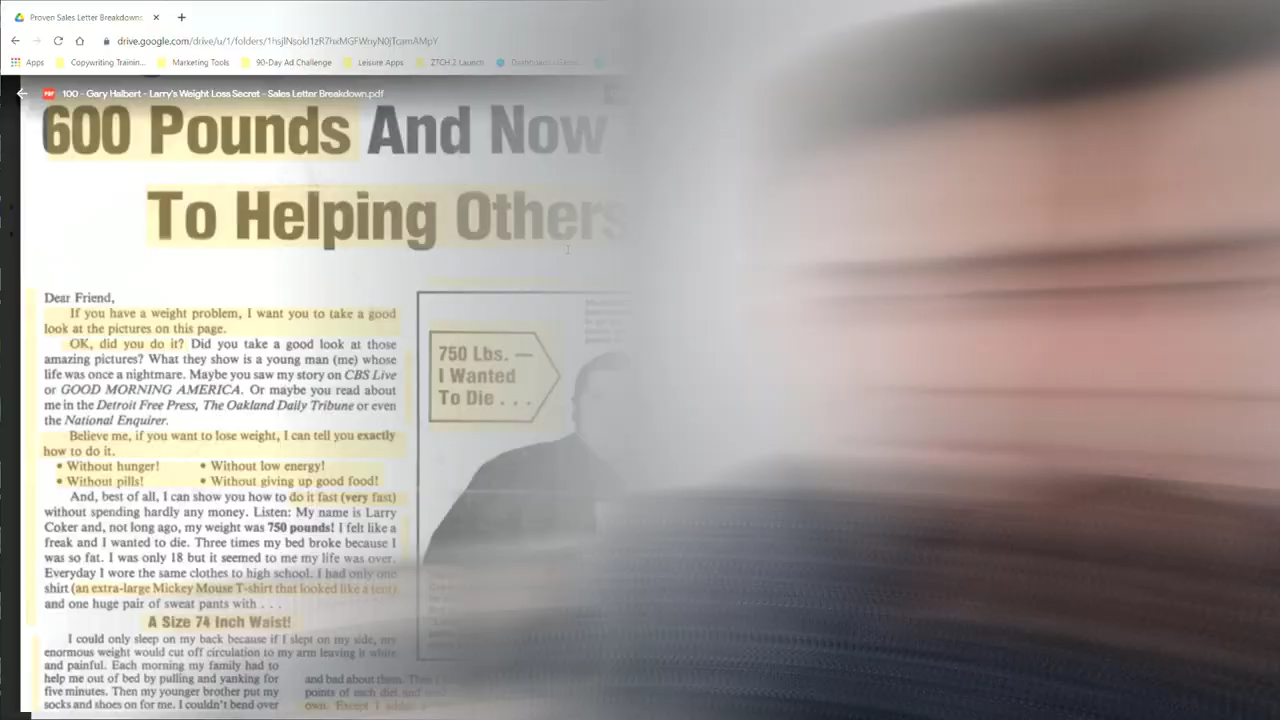 Proven Sales Letter Breakdowns
drive.google.com/drive/u/1/folders/
Apps
Copywriting Trainin...
Marketing Tools
90-Day Ad Challenge
Leisure Apps
ZTCH 2 Launch
100 - Gary Halbert - Larry's Weight Loss Secret - Sales Letter Breakdown.pdf
600 Pounds And Now
To Helping Others
Dear Friend,
If you have a weight problem, I want you to take a good
look at the pictures on this page.
OK, did you do it? Did you take a good look at those
amazing pictures? What they show is a young man (me) whose
life was once a nightmare. Maybe you saw my story on CBS Live
or GOOD MORNING AMERICA. Or maybe you read about
me in the Detroit Free Press, The Oakland Daily Tribune or even
the National Enquirer.
Believe me, if you want to lose weight, I can tell you exactly
how to do it.
• Without hunger! • Without low energy!
• Without pills! • Without giving up good food!
And, best of all, I can show you how to do it fast (very fast)
without spending hardly any money. Listen: My name is Larry
Coker and, not long ago, my weight was 750 pounds! I felt like a
freak and I wanted to die. Three times my bed broke because I
was so fat. I was only 18 but it seemed to me my life was over.
Everyday I wore the same clothes to high school. I had only one
shirt (an extra-large Mickey Mouse T-shirt that looked like a tent)
and one huge pair of sweat pants with . . .
A Size 74 Inch Waist!
I could only sleep on my back because if I slept on my side, my
enormous weight would cut off circulation to my arm leaving it white
and painful. Each morning my family had to
help me out of bed by pulling and yanking for
five minutes. Then my younger brother put my
socks and shoes on for me. I couldn't bend over
750 Lbs. —
I Wanted
To Die . . .
and bad about them.
points of each diet and
own.